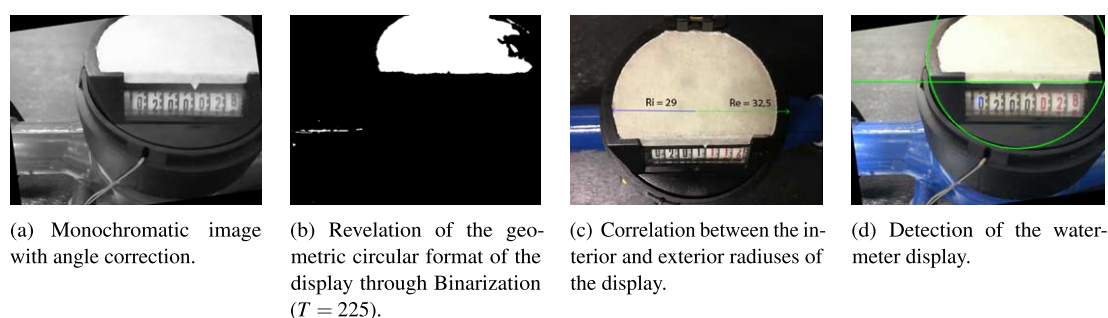 Ri = 29 Re = 32,5
(a) Monochromatic image
with angle correction.
(b) Revelation of the geo-
metric circular format of the
display through Binarization
(T = 225).
(c) Correlation between the in-
terior and exterior radiuses of
the display.
(d) Detection of the water-
meter display.